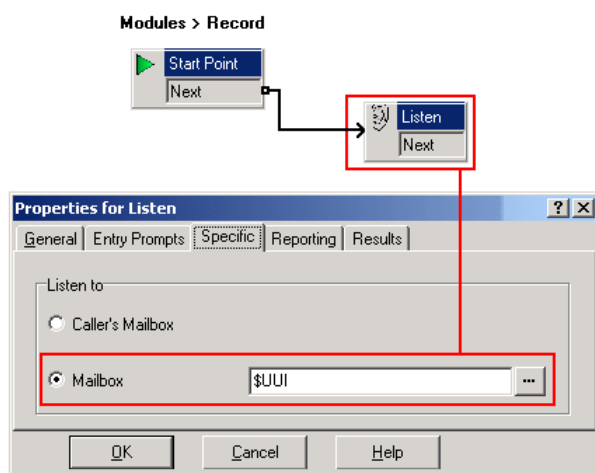 Modules > Record
Start Point
Next
Listen
Next
Properties for Listen
General Entry Prompts Specific Reporting Results
Listen to
Caller's Mailbox
Mailbox $UUI ...
OK Cancel Help